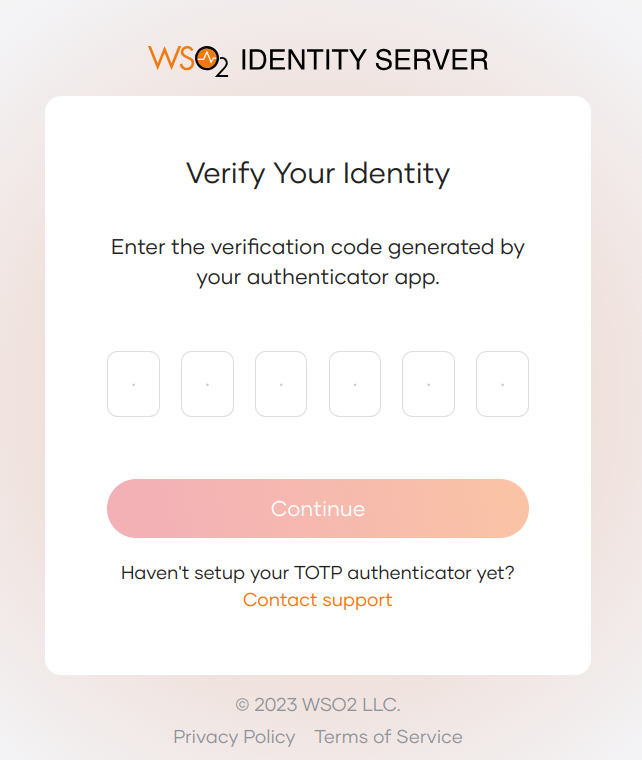 WSO2 IDENTITY SERVER
Verify Your Identity
Enter the verification code generated by
your authenticator app.
Continue
Haven't setup your TOTP authenticator yet?
Contact support
© 2023 WSO2 LLC.
Privacy Policy Terms of Service